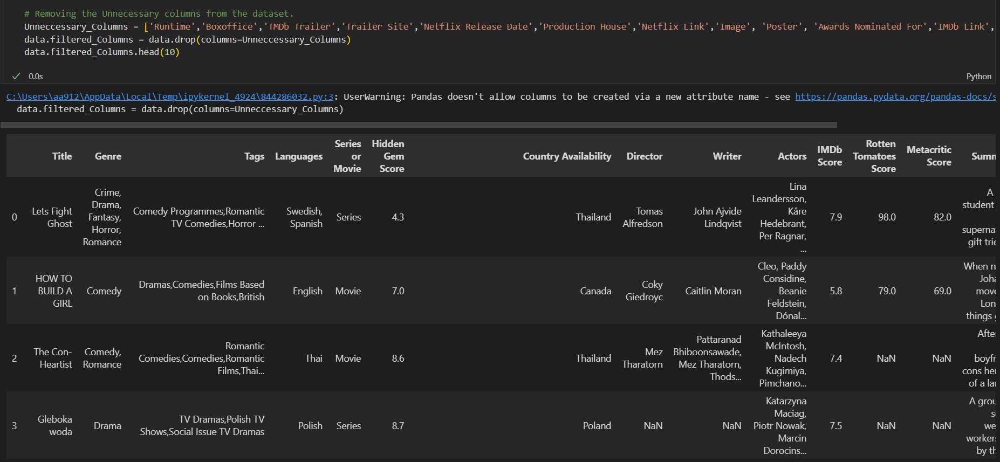 # Removing the Unnecessary columns from the dataset.
Unneccessary_Columns = ['Runtime','Boxoffice','TMDb Trailer','Trailer Site','Netflix Release Date','Production House','Netflix Link','Image', 'Poster', 'Awards Nominated For','IMDb Link',
data.filtered_Columns = data.drop(columns=Unneccessary_Columns)
data.filtered_Columns.head(10)
0.0s
Python
C:\Users\aa912\AppData\Local\Temp\ipykernel_4924\844286032.py:3: UserWarning: Pandas doesn't allow columns to be created via a new attribute name - see https://pandas.pydata.org/pandas-docs/s
data.filtered_Columns = data.drop(columns=Unneccessary_Columns)
Title Genre Tags Languages Series or Movie Hidden Gem Score Country Availability Director Writer Actors IMDb Score Rotten Tomatoes Score Metacritic Score Summ
0 Lets Fight Ghost Crime, Drama, Fantasy, Horror, Romance Comedy Programmes,Romantic TV Comedies,Horror ... Swedish, Spanish Series 4.3 Thailand Tomas Alfredson John Ajvide Lindqvist Lina Leandersson, Kåre Hedebrant, Per Ragnar, ... 7.9 98.0 82.0 A student supernat gift trie
1 HOW TO BUILD A GIRL Comedy Dramas,Comedies,Films Based on Books,British English Movie 7.0 Canada Coky Giedroyc Caitlin Moran Cleo, Paddy Considine, Beanie Feldstein, Dónal... 5.8 79.0 69.0 When n Joha move Lon things
2 The Con-Heartist Comedy, Romance Romantic Comedies,Comedies,Romantic Films,Thai... Thai Movie 8.6 Thailand Mez Tharatorn Pattaranad Bhiboonsawade, Mez Tharatorn, Thods... Kathaleeya McIntosh, Nadech Kugimiya, Pimchano... 7.4 NaN NaN After boyfr cons her of a lar
3 Gleboka woda Drama TV Dramas,Polish TV Shows,Social Issue TV Dramas Polish Series 8.7 Poland NaN NaN Katarzyna Maciag, Piotr Nowak, Marcin Dorocins... 7.5 NaN NaN A grou s we worker by th